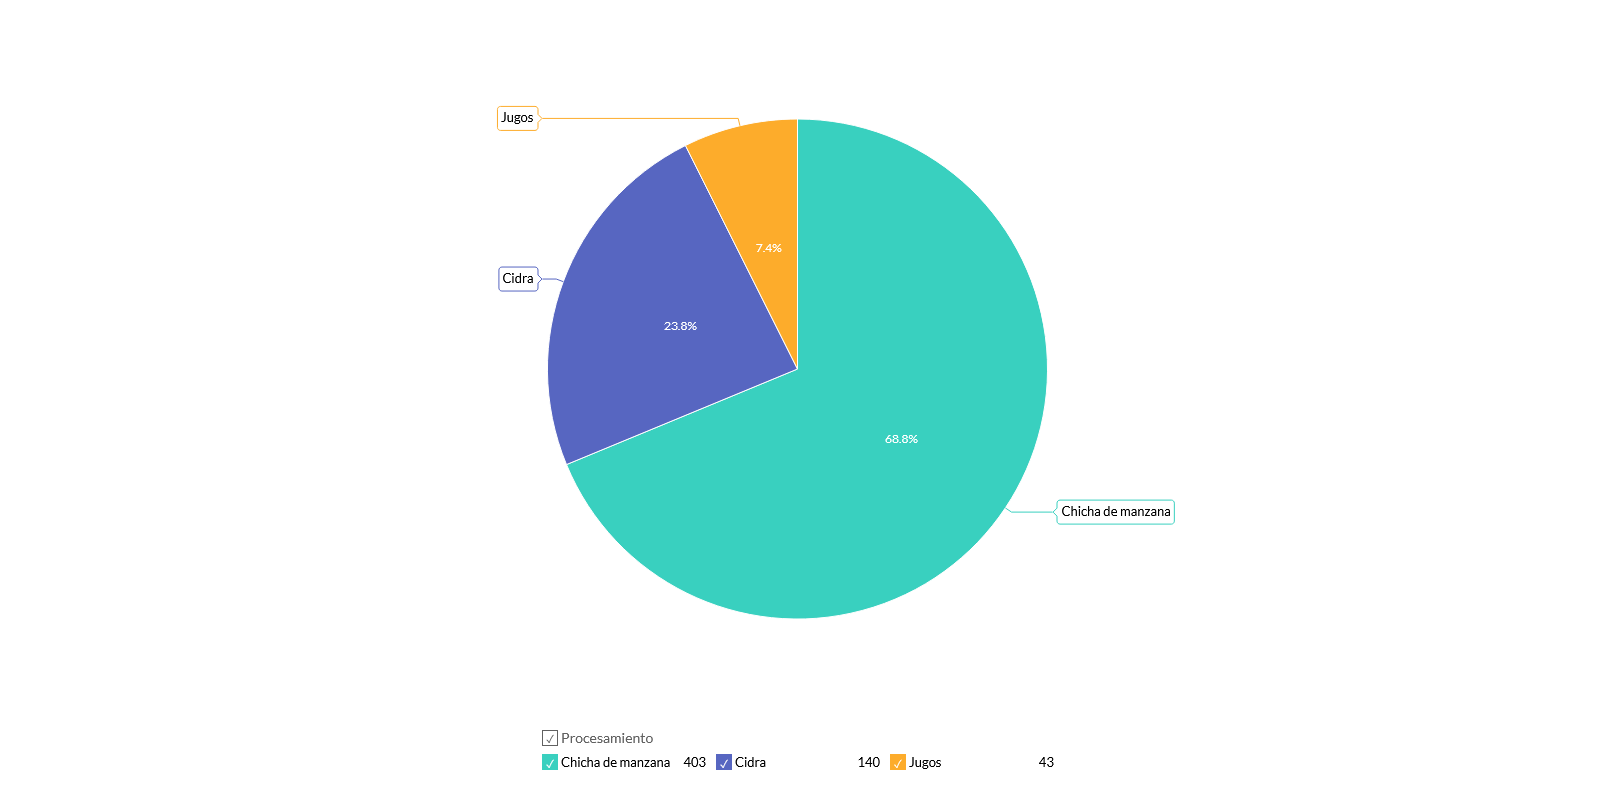 Jugos
7.4%
Cidra
23.8%
68.8%
Chicha de manzana
Procesamiento
Chicha de manzana 403 Cidra 140 Jugos 43